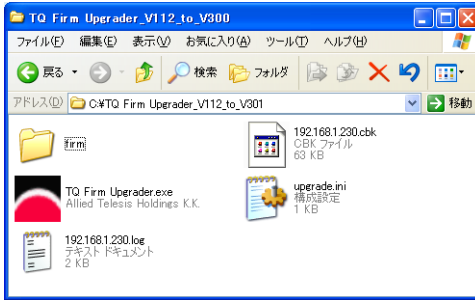 TQ Firm Upgrader_V112_to_V300
ファイル(F) 編集(E) 表示(V) お気に入り(A) ツール(T) ヘルプ(H)
戻る 検索 フォルダ
アドレス(D) C:¥TQ Firm Upgrader_V112_to_V301 移動
firm
192.168.1.230.cbk
CBK ファイル
63 KB
TQ Firm Upgrader.exe
Allied Telesis Holdings K.K.
upgrade.ini
構成設定
1 KB
192.168.1.230.log
テキスト ドキュメント
2 KB